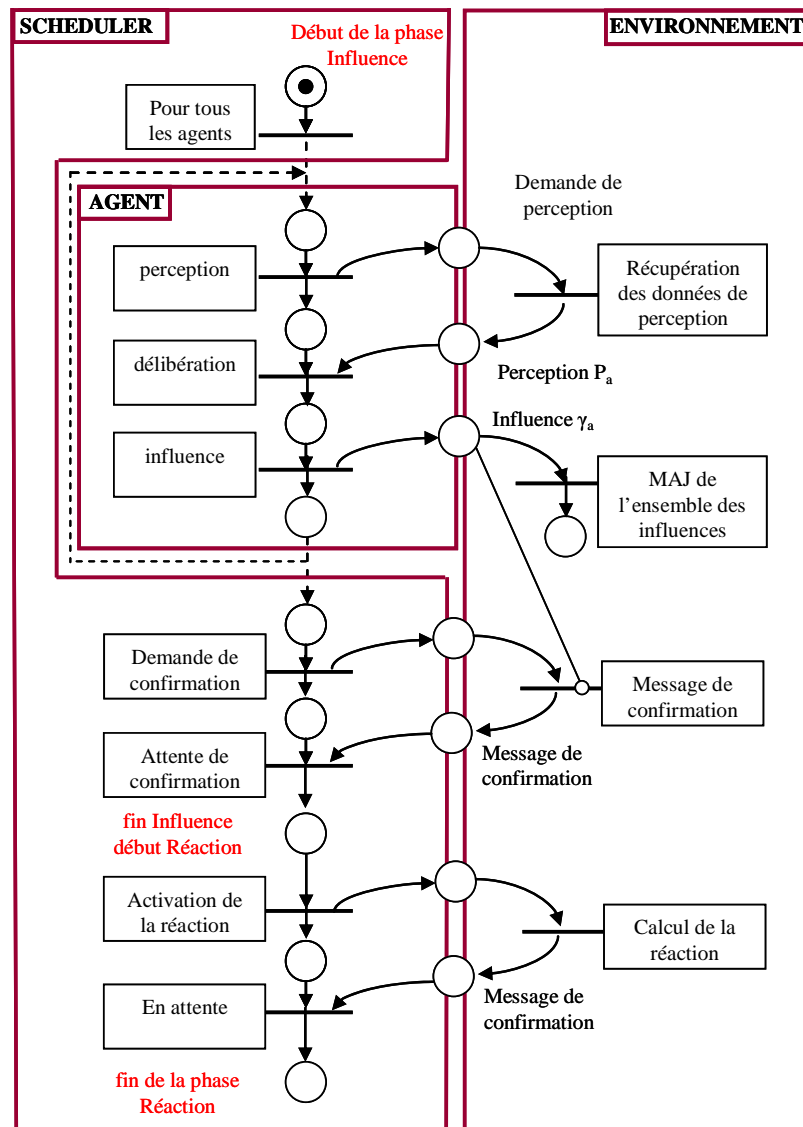 SCHEDULER
ENVIRONNEMENT
Début de la phase
Influence
Pour tous
les agents
AGENT
Demande de
perception
perception
Récupération
des données de
perception
délibération
Perception Pa
Influence γa
influence
MAJ de
l’ensemble des
influences
Demande de
confirmation
Message de
confirmation
Attente de
confirmation
Message de
confirmation
fin Influence
début Réaction
Activation de
la réaction
Calcul de la
réaction
En attente
Message de
confirmation
fin de la phase
Réaction